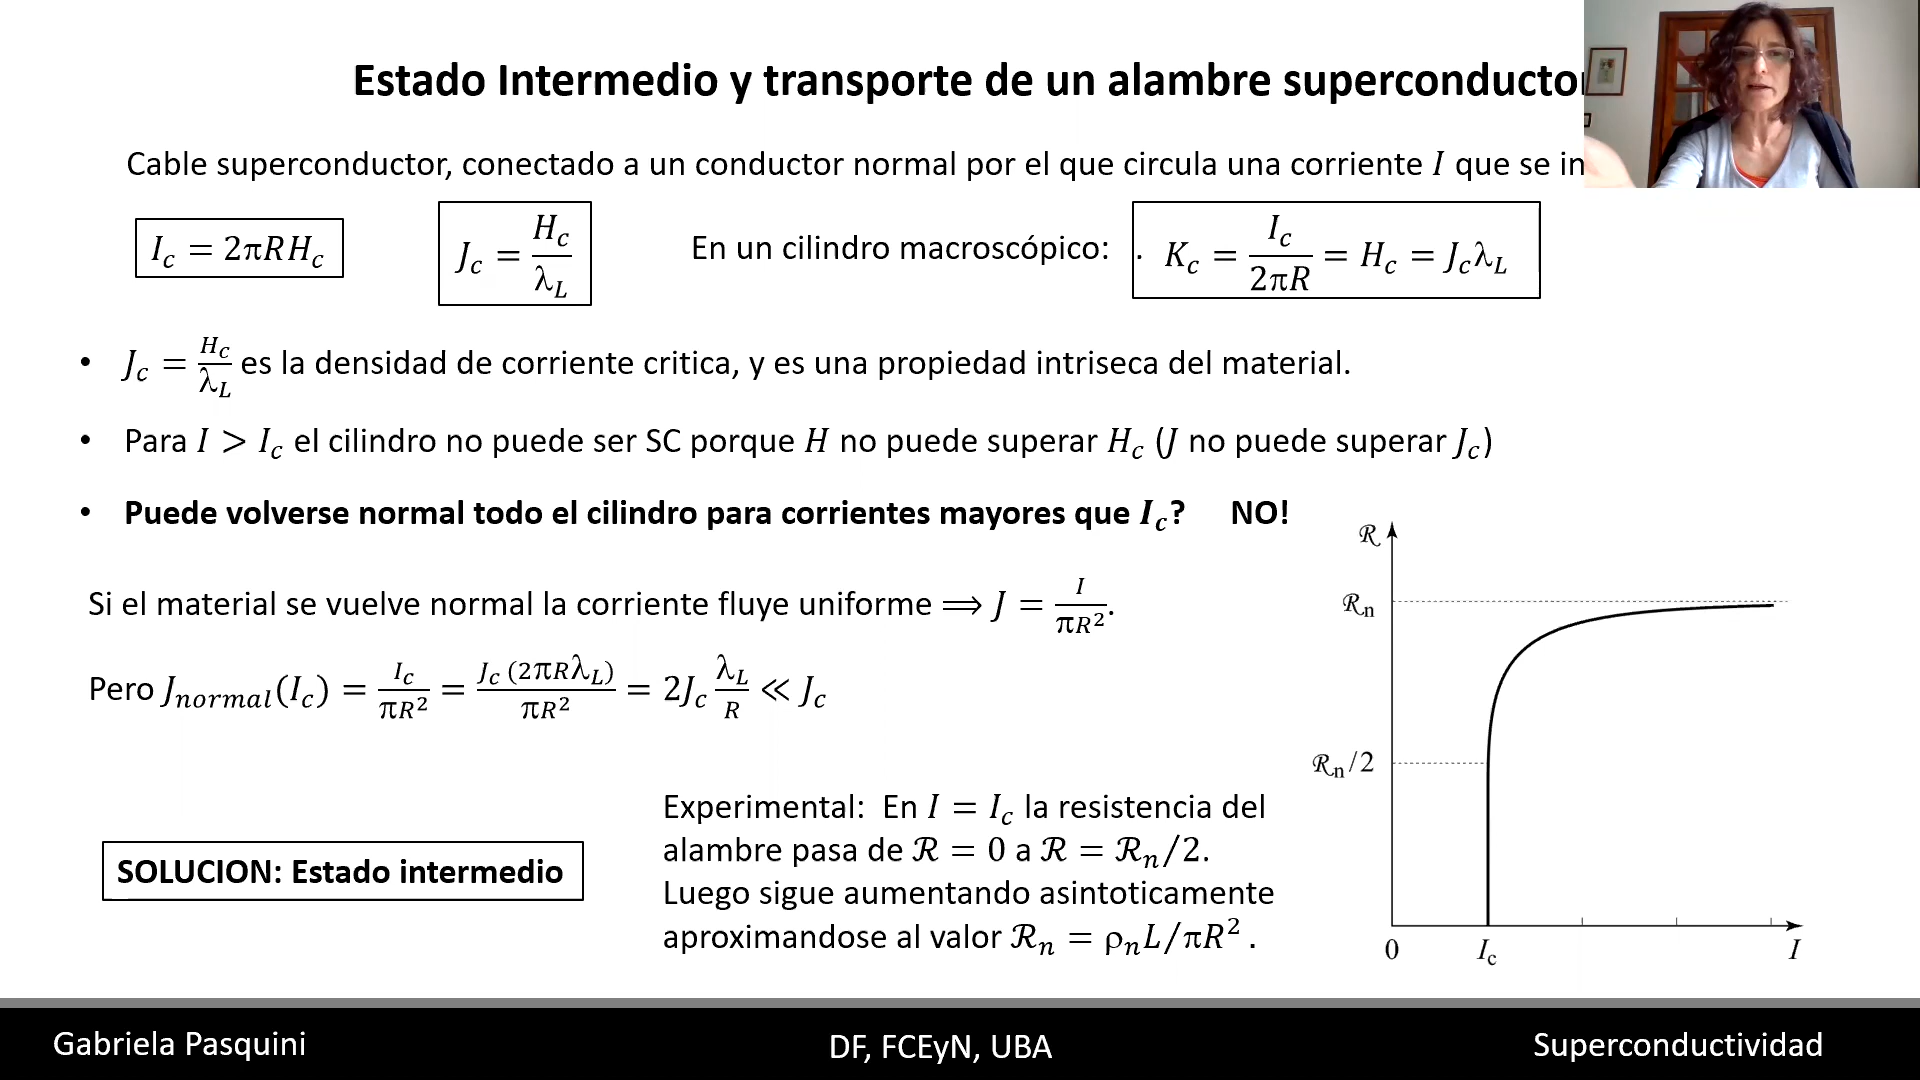 Estado Intermedio y transporte de un alambre superconducto
Cable superconductor, conectado a un conductor normal por el que circula una corriente I que se in
I_c = 2πRH_c
J_c = H_c/λ_L
En un cilindro macroscópico:
. K_c = I_c/2πR = H_c = J_cλ_L
• J_c = H_c/λ_L es la densidad de corriente critica, y es una propiedad intriseca del material.
• Para I > I_c el cilindro no puede ser SC porque H no puede superar H_c (J no puede superar J_c)
• Puede volverse normal todo el cilindro para corrientes mayores que I_c? NO!
Si el material se vuelve normal la corriente fluye uniforme ⟹ J = I/πR².
Pero J_normal(I_c) = I_c/πR² = J_c (2πRλ_L)/πR² = 2J_c λ_L/R ≪ J_c
SOLUCION: Estado intermedio
Experimental: En I = I_c la resistencia del
alambre pasa de ℛ = 0 a ℛ = ℛ_n/2.
Luego sigue aumentando asintoticamente
aproximandose al valor ℛ_n = ρ_nL/πR² .
ℛ
ℛ_n
ℛ_n/2
0
I_c
I
Gabriela Pasquini
DF, FCEyN, UBA
Superconductividad